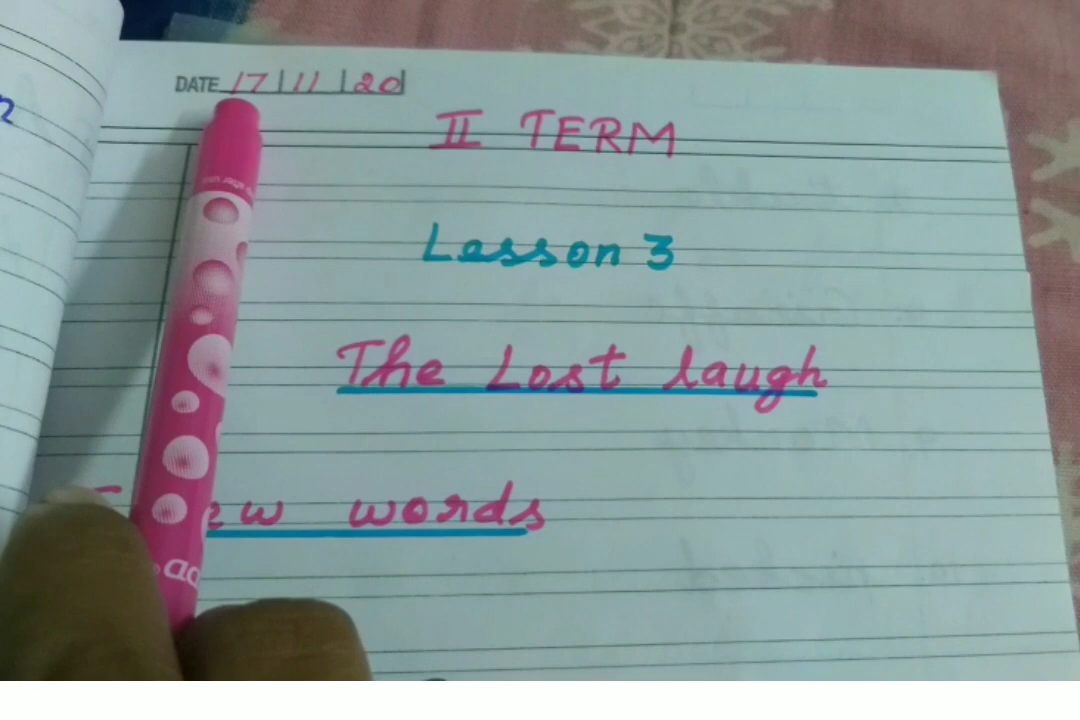 DATE 17/11/20
II TERM
Lesson 3
The Lost laugh
words